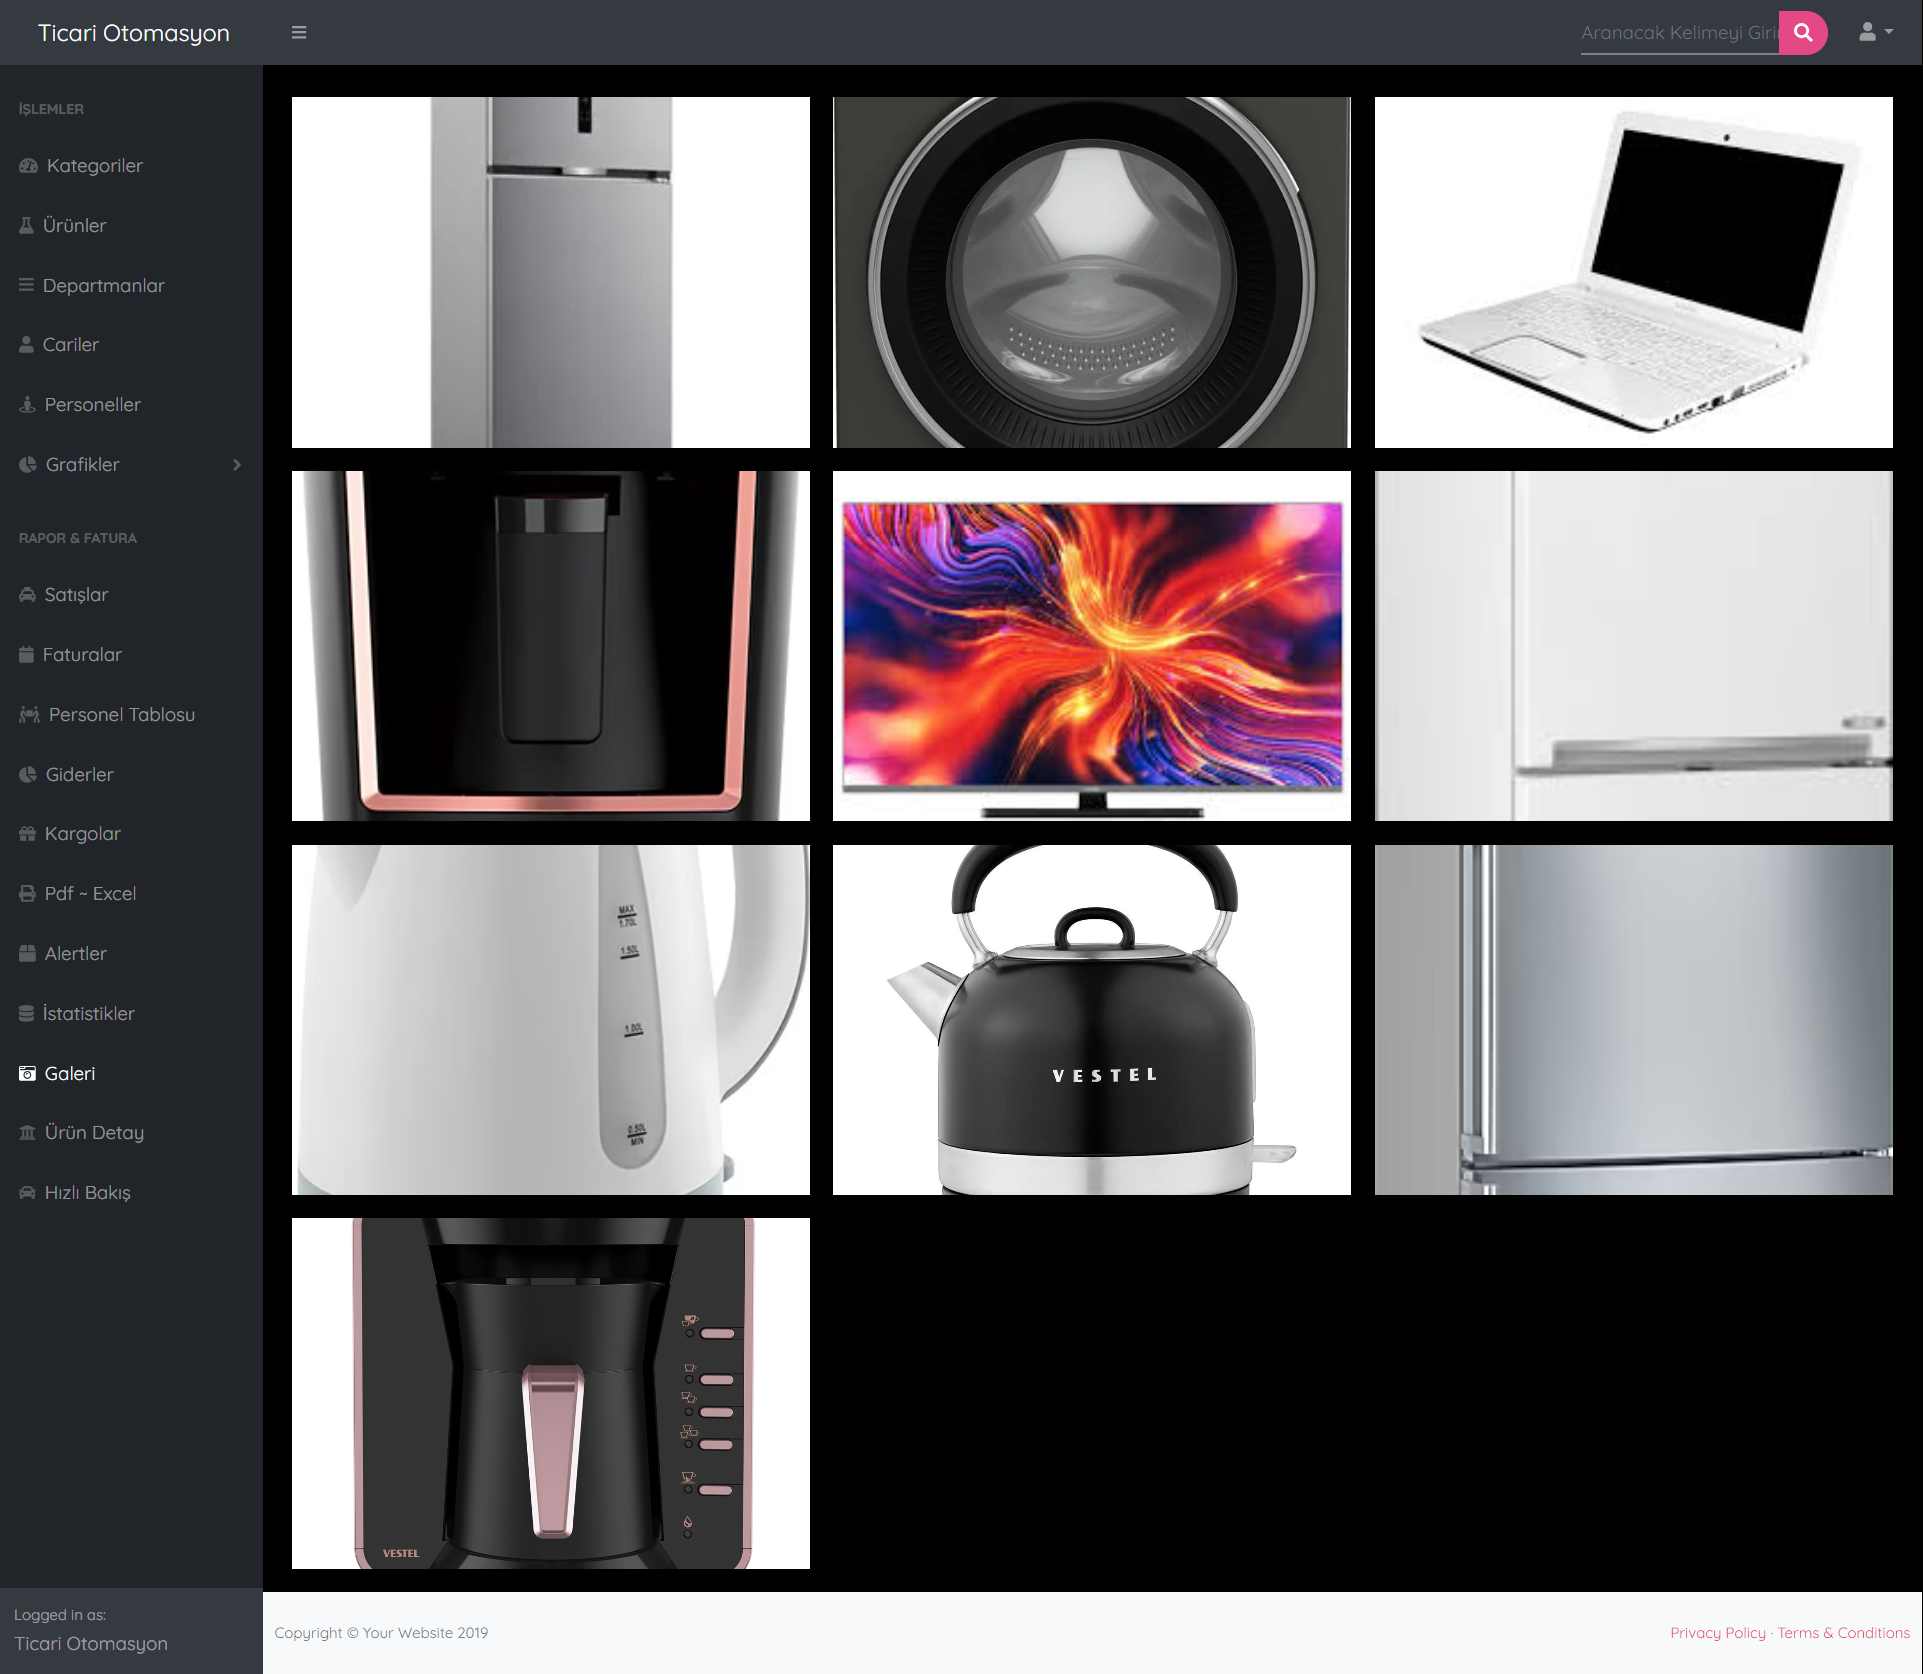 Ticari Otomasyon
Aranacak Kelimeyi Giri
İŞLEMLER
Kategoriler
Ürünler
Departmanlar
Cariler
Personeller
Grafikler
RAPOR & FATURA
Satışlar
Faturalar
Personel Tablosu
Giderler
Kargolar
Pdf ~ Excel
Alertler
İstatistikler
Galeri
Ürün Detay
Hızlı Bakış
MAX
1.70L
1.50L
1.00L
0.50L
MIN
VESTEL
VESTEL
Logged in as:
Ticari Otomasyon
Copyright © Your Website 2019
Privacy Policy · Terms & Conditions